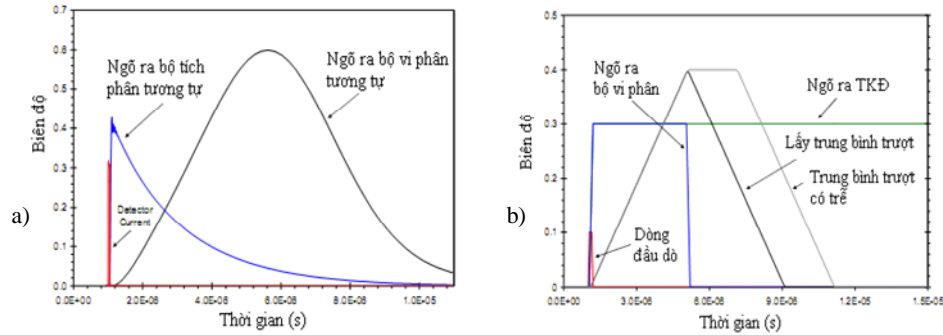 a)
Biên độ
0.7
0.6
0.5
0.4
0.3
0.2
0.1
0.0
Ngõ ra bộ tích
phân tương tự
Ngõ ra bộ vi phân
tương tự
Detector
Current
0.0E+00
2.0E-06
4.0E-06
6.0E-06
8.0E-06
1.0E-05
Thời gian (s)
b)
Biên độ
0.5
0.4
0.3
0.2
0.1
0
Ngõ ra
bộ vi phân
Ngõ ra TKĐ
Lấy trung bình trượt
Trung bình trượt
có trễ
Dòng
đầu dò
0.0E+00
3.0E-06
6.0E-06
9.0E-06
1.2E-05
1.5E-05
Thời gian (s)